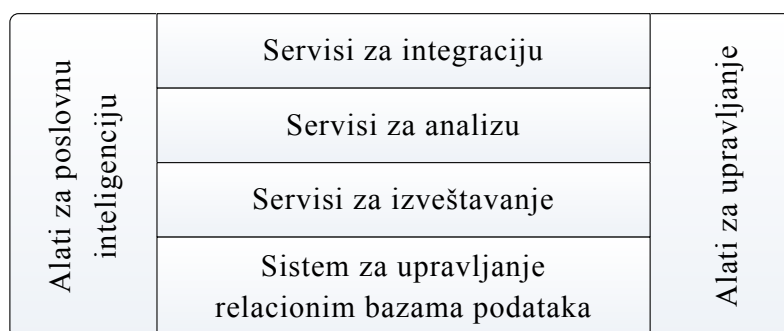 Alati za poslovnu
inteligenciju
Servisi za integraciju
Servisi za analizu
Servisi za izveštavanje
Sistem za upravljanje
relacionim bazama podataka
Alati za upravljanje